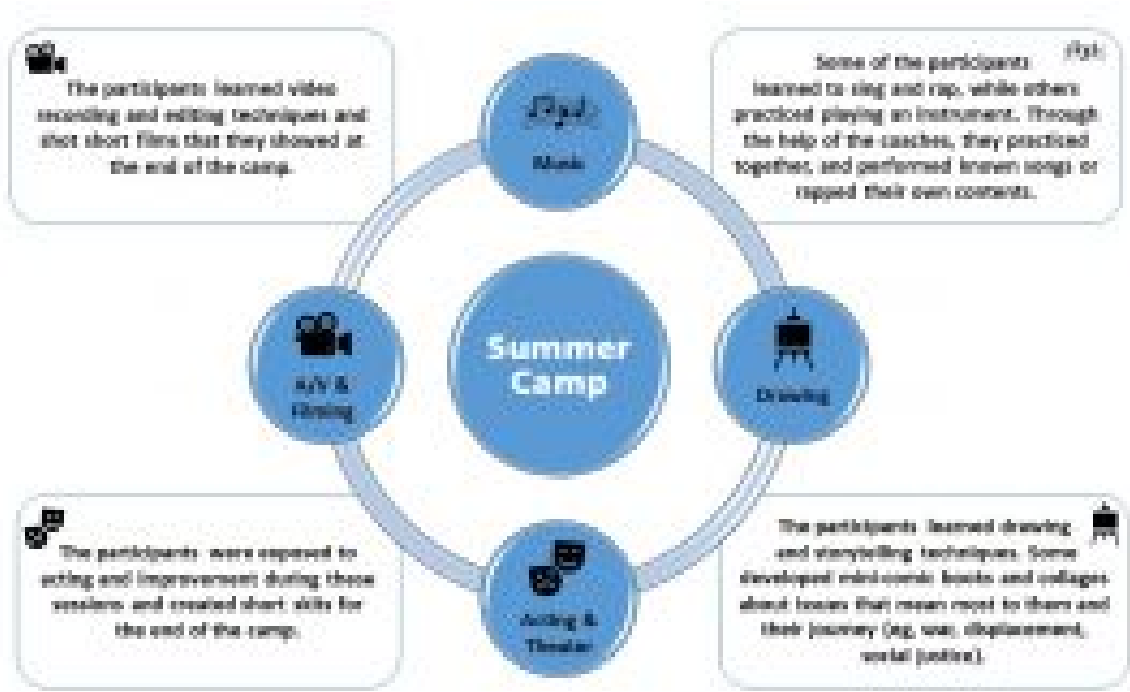 The participants learned video
recording and editing techniques and
shot short films that they showed at
the end of the camp.
Some of the participants
learned to sing and rap, while others
practiced playing an instrument. Through
the help of the coaches, they practiced
together, and performed known songs or
rapped their own contents.
Music
A/V &
Filming
Summer
Camp
Drawing
Acting &
Theater
The participants were exposed to
acting and improvement during these
sessions and created short skits for
the end of the camp.
The participants learned drawing
and storytelling techniques. Some
developed mini-comic books and collages
about issues that mean most to them and
their journey (eg, war, displacement,
social justice).